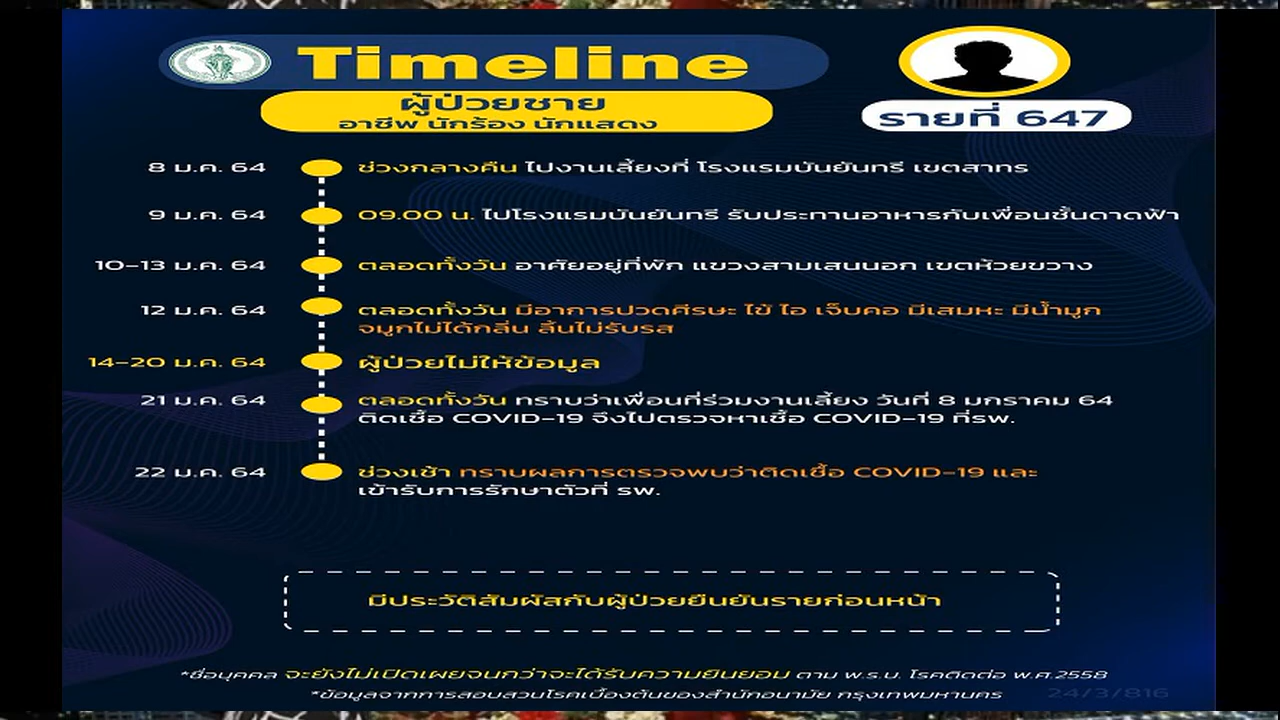 Timeline
ผู้ป่วยชาย
อาชีพ นักร้อง นักแสดง
รายที่ 647
8 ม.ค. 64 ช่วงกลางคืน ไปงานเลี้ยงที่ โรงแรมบันยันทรี เขตสาทร
9 ม.ค. 64 09.00 น. ไปโรงแรมบันยันทรี รับประทานอาหารกับเพื่อนชั้นดาดฟ้า
10-13 ม.ค. 64 ตลอดทั้งวัน อาศัยอยู่ที่พัก แขวงสามเสนนอก เขตห้วยขวาง
12 ม.ค. 64 ตลอดทั้งวัน มีอาการปวดศีรษะ ไข้ ไอ เจ็บคอ มีเสมหะ มีน้ำมูก
จมูกไม่ได้กลิ่น ลิ้นไม่รับรส
14-20 ม.ค. 64 ผู้ป่วยไม่ให้ข้อมูล
21 ม.ค. 64 ตลอดทั้งวัน ทราบว่าเพื่อนที่ร่วมงานเลี้ยง วันที่ 8 มกราคม 64
ติดเชื้อ COVID-19 จึงไปตรวจหาเชื้อ COVID-19 ที่รพ.
22 ม.ค. 64 ช่วงเช้า ทราบผลการตรวจพบว่าติดเชื้อ COVID-19 และ
เข้ารับการรักษาตัวที่ รพ.
มีประวัติสัมผัสกับผู้ป่วยยืนยันรายก่อนหน้า
*ชื่อบุคคล จะยังไม่เปิดเผยจนกว่าจะได้รับความยินยอม ตาม พ.ร.บ. โรคติดต่อ พ.ศ.2558
*ข้อมูลจากการสอบสวนโรคเบื้องต้นของสำนักอนามัย กรุงเทพมหานคร
24/3/816